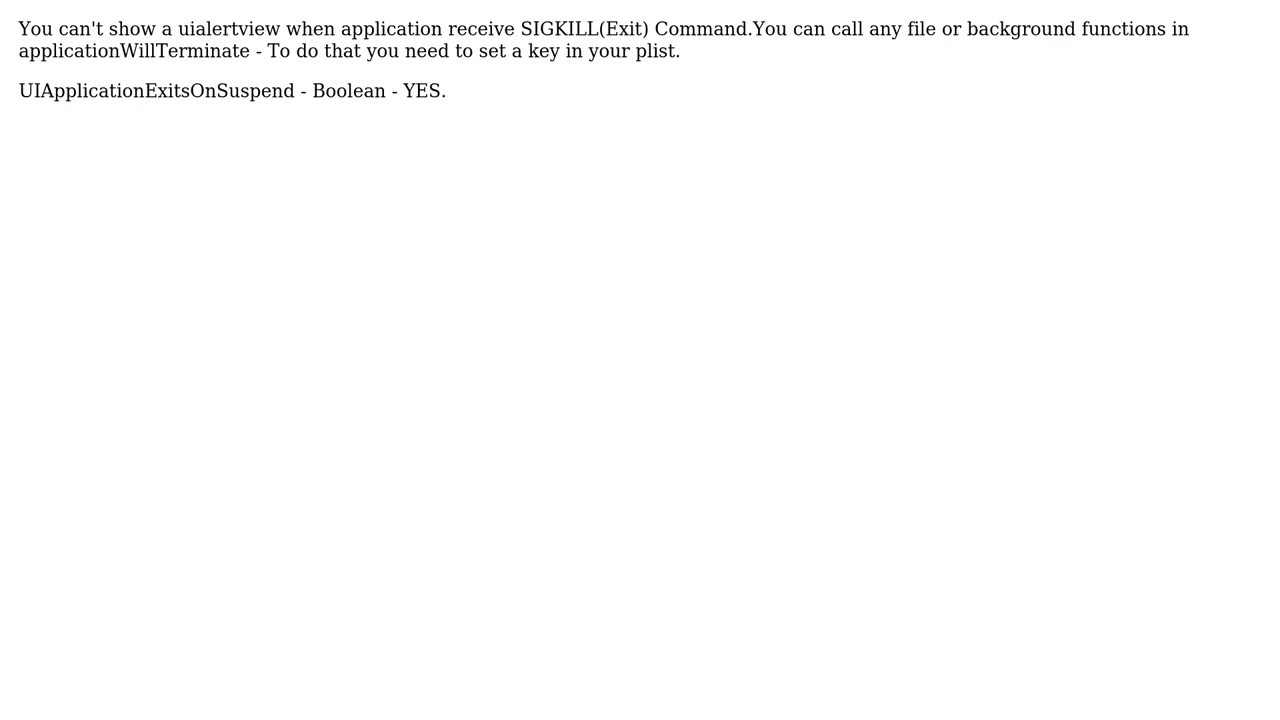 You can't show a uialertview when application receive SIGKILL(Exit) Command.You can call any file or background functions in
applicationWillTerminate - To do that you need to set a key in your plist.
UIApplicationExitsOnSuspend - Boolean - YES.